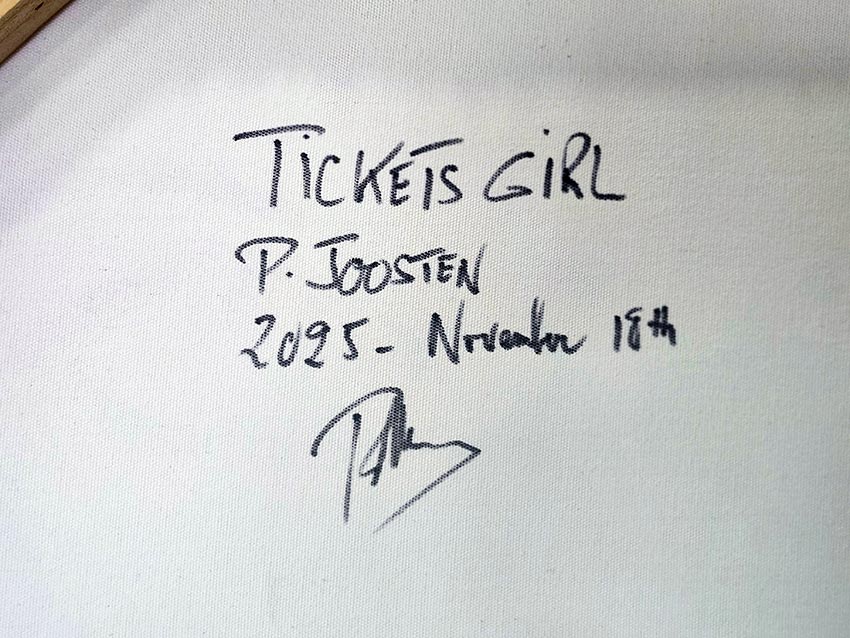 TICKETS GIRL
P. JOOSTEN
2025 - November 18th